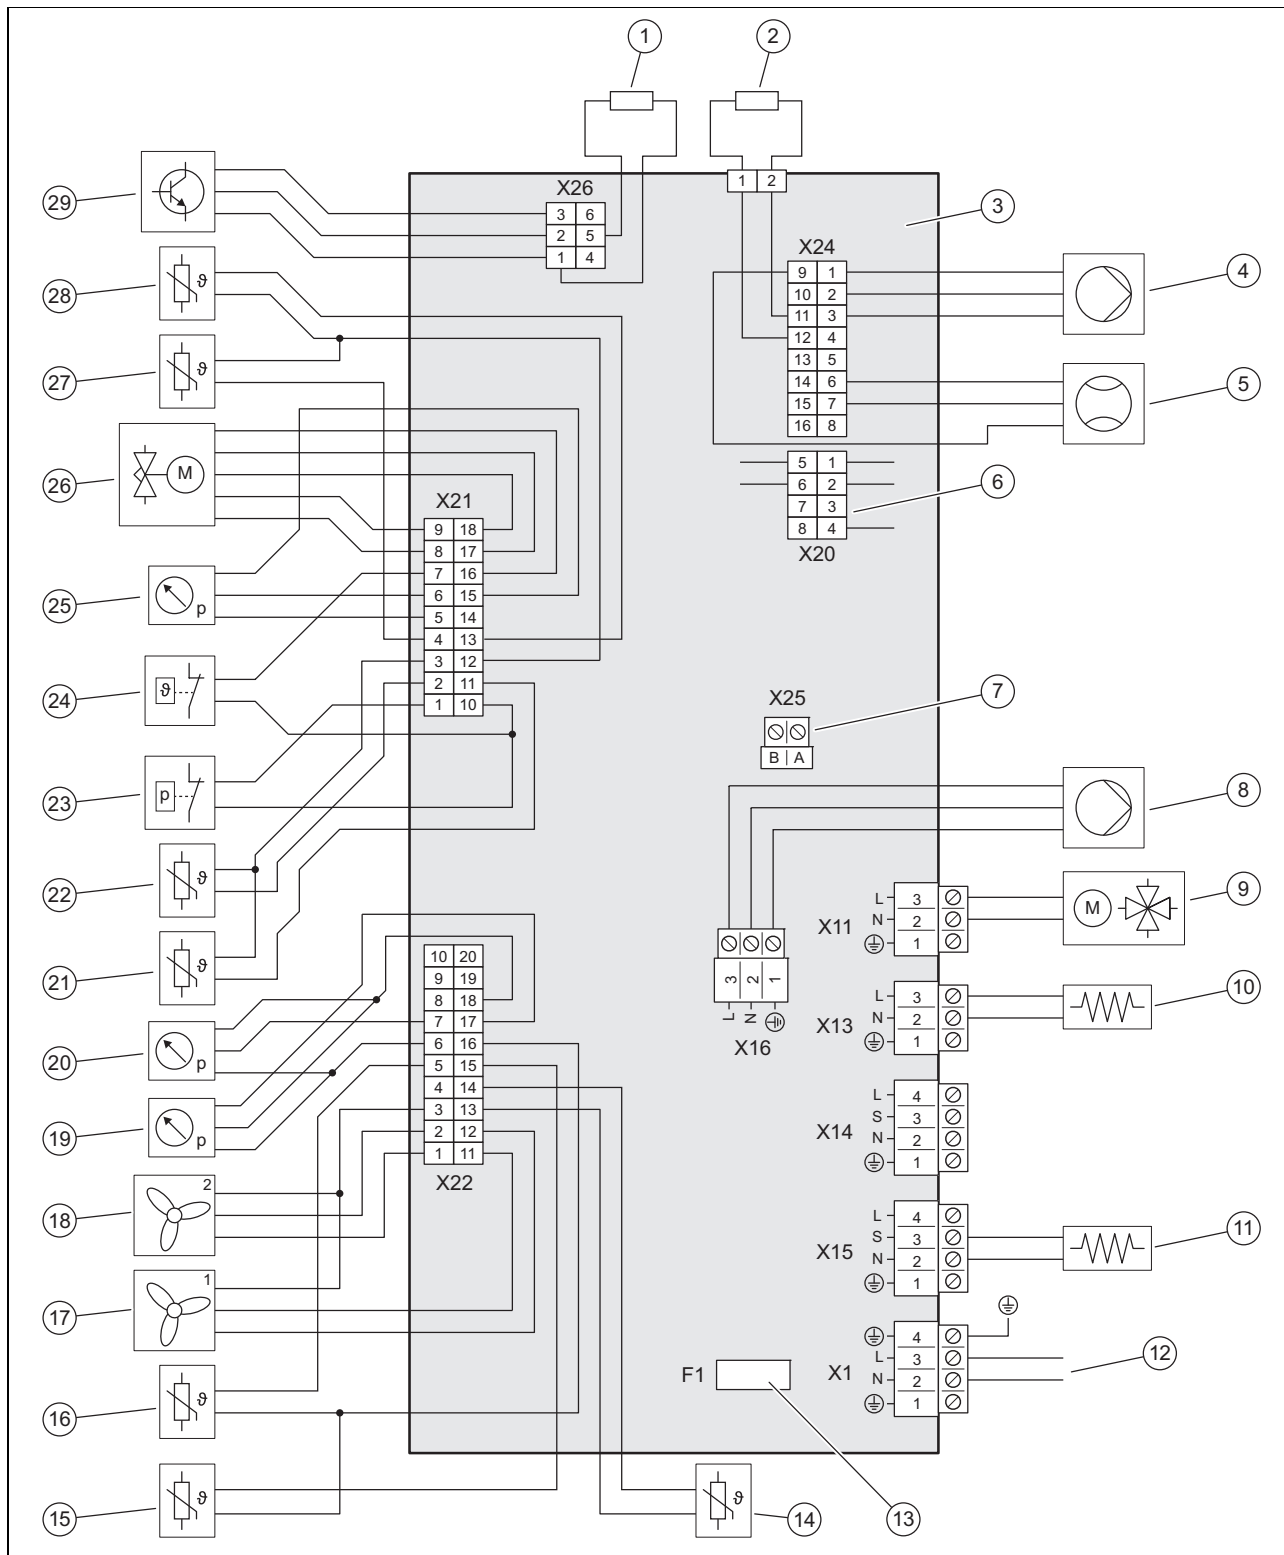 1
2
3
4
5
6
7
8
9
10
11
12
13
14
15
16
17
18
19
20
21
22
23
24
25
26
27
28
29
1 2
X26
3 6
2 5
1 4
X24
9 1
10 2
11 3
12 4
13 5
14 6
15 7
16 8
5 1
6 2
7 3
8 4
X20
X21
9 18
8 17
7 16
6 15
5 14
4 13
3 12
2 11
1 10
X25
B A
X11
L 3
N 2
1
X16
3 2 1
L N
X13
L 3
N 2
1
X14
L 4
S 3
N 2
1
X15
L 4
S 3
N 2
1
X1
4
L 3
N 2
1
F1
10 20
9 19
8 18
7 17
6 16
5 15
4 14
3 13
2 12
1 11
X22
ϑ
ϑ
M
p
ϑ
p
ϑ
ϑ
p
p
2
1
ϑ
ϑ
ϑ
M